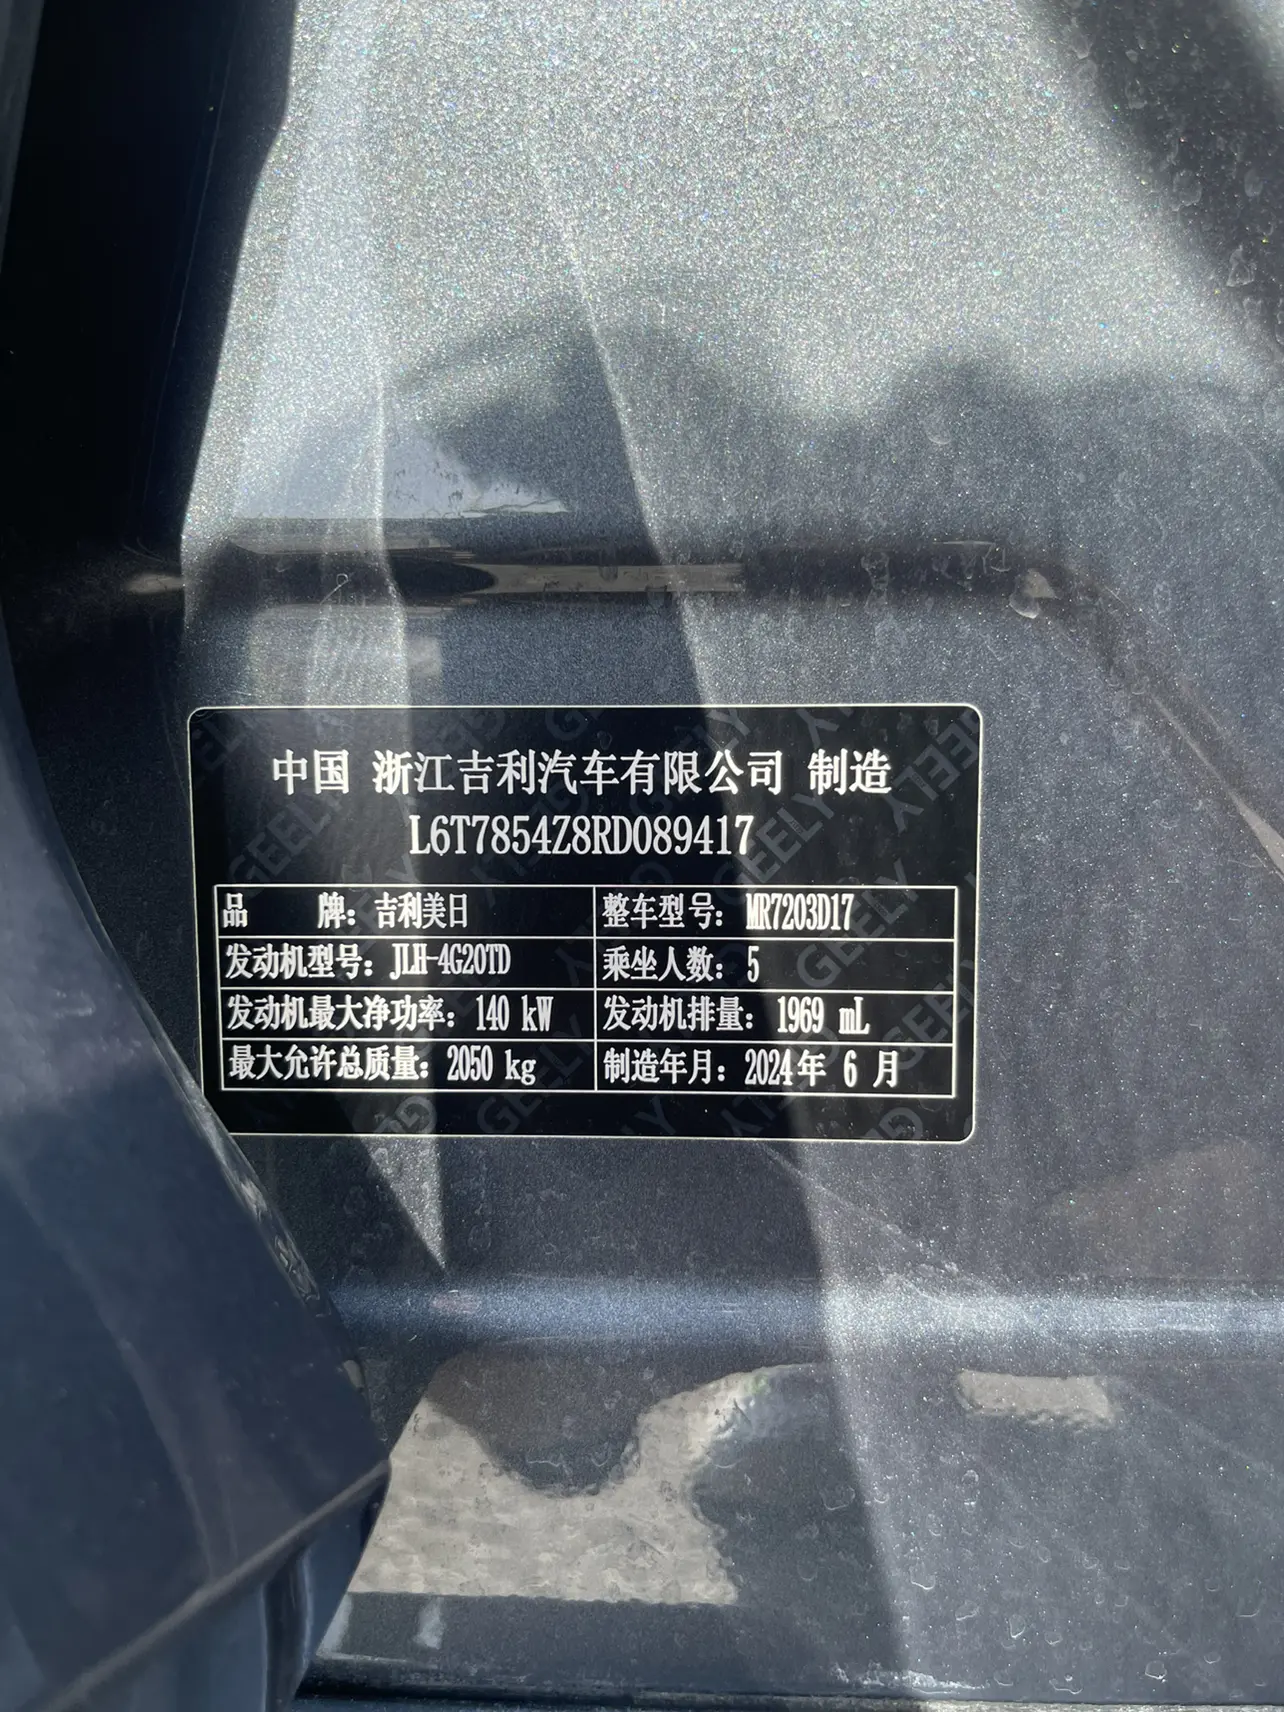 中国 浙江吉利汽车有限公司 制造
L6T7854Z8RD089417
品 牌：吉利美日 整车型号：MR7203D17
发动机型号：JLH-4G20TD 乘坐人数：5
发动机最大净功率：140 kW 发动机排量：1969 mL
最大允许总质量：2050 kg 制造年月：2024年 6 月
GEELY